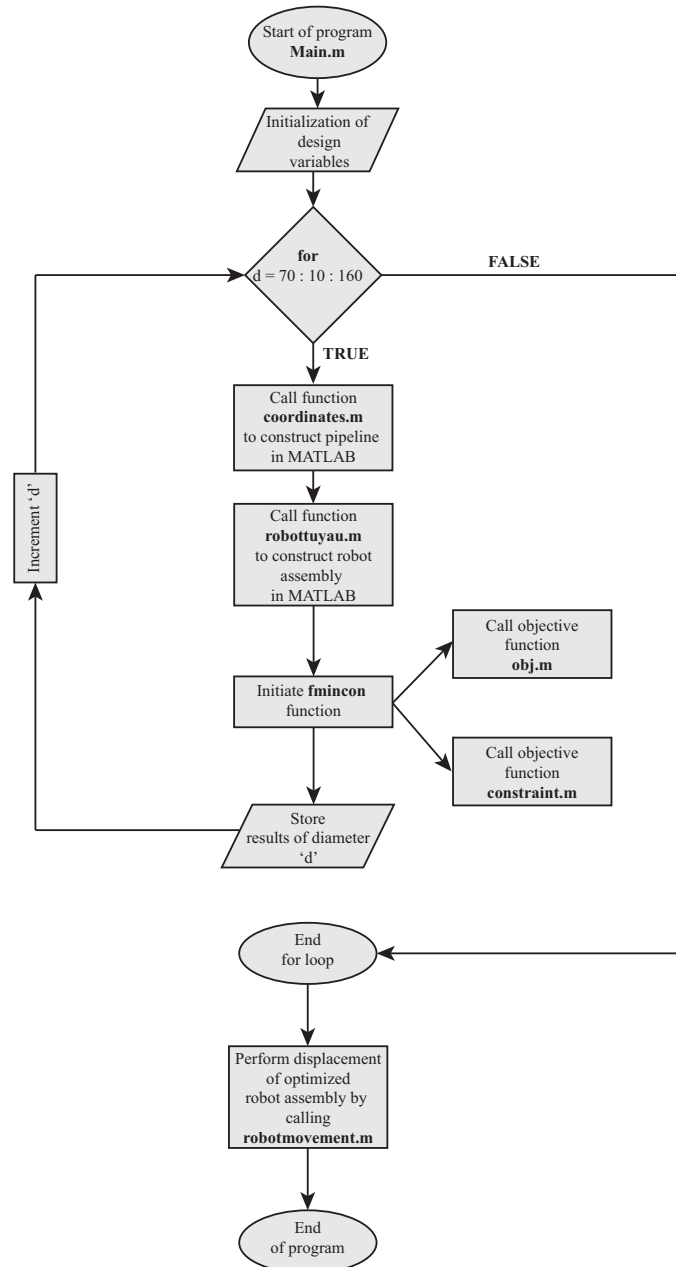 Start of program
Main.m
Initialization of
design
variables
for
d = 70 : 10 : 160
FALSE
TRUE
Call function
coordinates.m
to construct pipeline
in MATLAB
Increment ‘d’
Call function
robottuyau.m
to construct robot
assembly
in MATLAB
Call objective
function
obj.m
Initiate fmincon
function
Call objective
function
constraint.m
Store
results of diameter
‘d’
End
for loop
Perform displacement
of optimized
robot assembly by
calling
robotmovement.m
End
of program